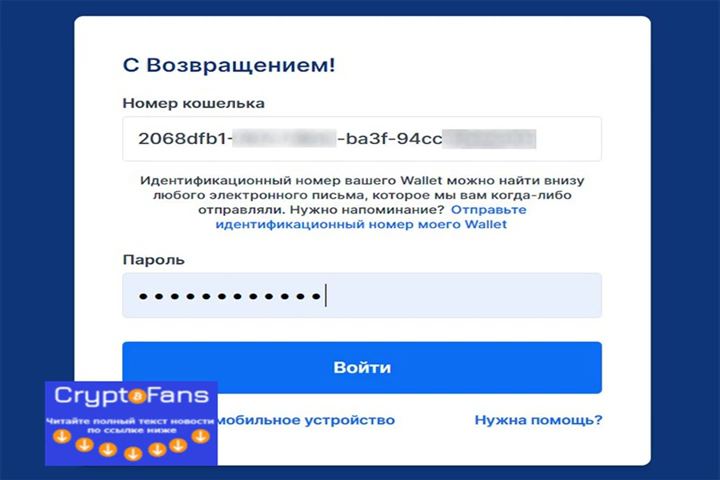 С Возвращением!
Номер кошелька
2068dfb1- -ba3f-94cc
Идентификационный номер вашего Wallet можно найти внизу
любого электронного письма, которое мы вам когда-либо
отправляли. Нужно напоминание? Отправьте
идентификационный номер моего Wallet
Пароль
Войти
мобильное устройство
Нужна помощь?
CryptoFans
Читайте полный текст новости
по ссылке ниже